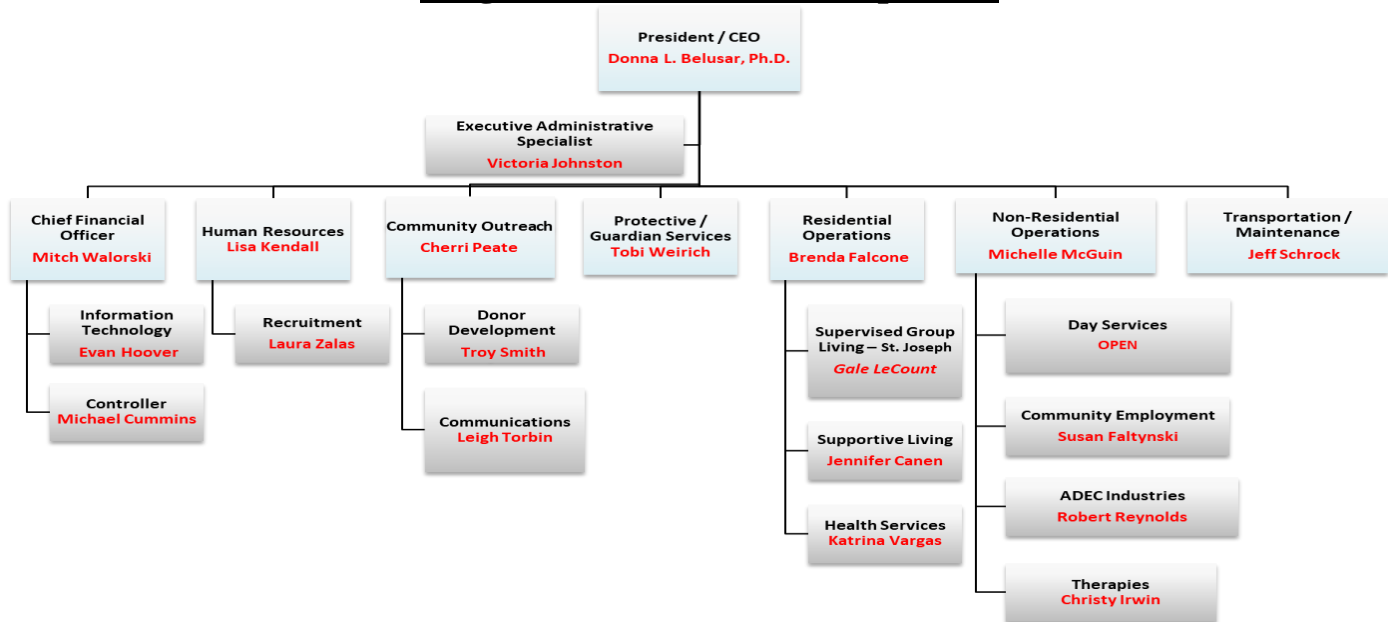 President / CEO
Donna L. Belusar, Ph.D.
Executive Administrative
Specialist
Victoria Johnston
Chief Financial
Officer
Mitch Walorski
Information
Technology
Evan Hoover
Controller
Michael Cummins
Human Resources
Lisa Kendall
Recruitment
Laura Zalas
Community Outreach
Cherri Peate
Donor
Development
Troy Smith
Communications
Leigh Torbin
Protective /
Guardian Services
Tobi Weirich
Residential
Operations
Brenda Falcone
Supervised Group
Living – St. Joseph
Gale LeCount
Supportive Living
Jennifer Canen
Health Services
Katrina Vargas
Non-Residential
Operations
Michelle McGuin
Day Services
OPEN
Community Employment
Susan Faltynski
ADEC Industries
Robert Reynolds
Therapies
Christy Irwin
Transportation /
Maintenance
Jeff Schrock